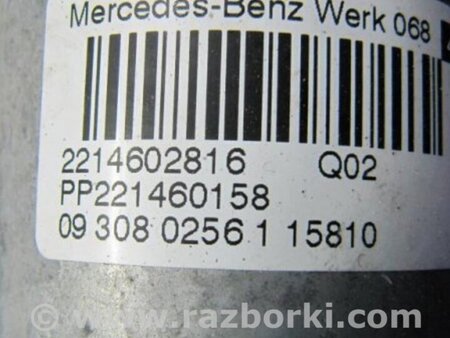 Mercedes-Benz Werk 068
2214602816 Q02
PP221460158
09 308 0256 1 15810
www.razborki.com